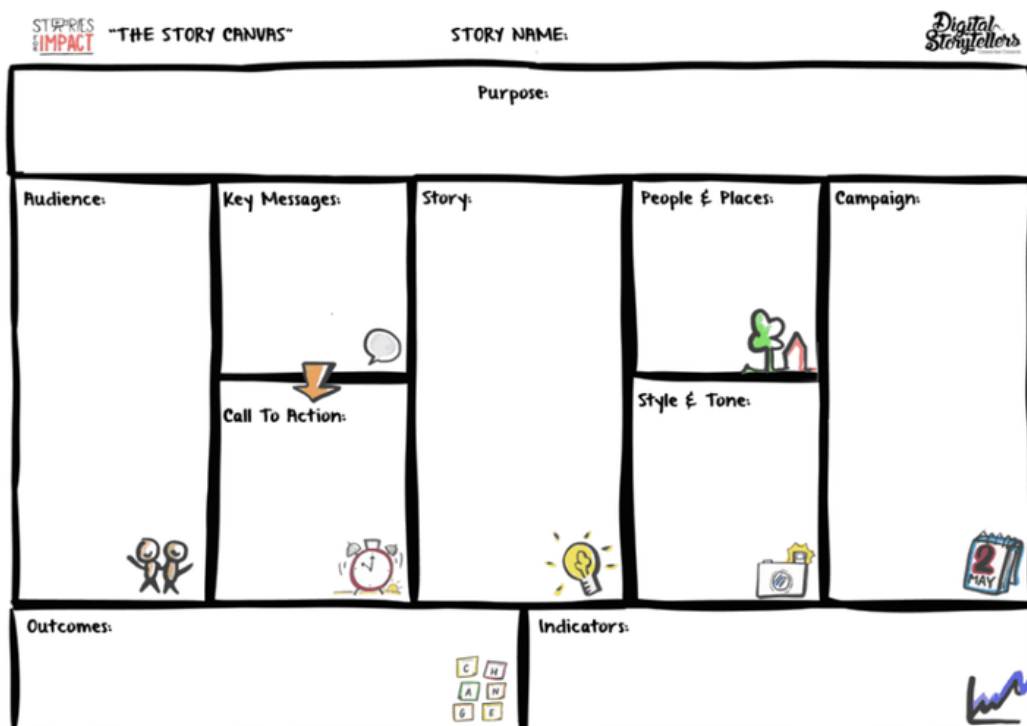 STORIES
FOR IMPACT
"THE STORY CANVAS"
STORY NAME:
Digital
Storytellers
Purpose:
Audience:
Key Messages:
Story:
People & Places:
Campaign:
Call To Action:
Style & Tone:
2
MAY
Outcomes:
C H
A N
G E
Indicators: